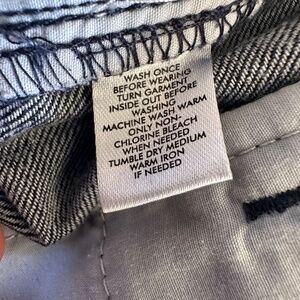 WASH ONCE
BEFORE WEARING
TURN GARMENT
INSIDE OUT BEFORE
WASHING
MACHINE WASH WARM
ONLY NON-
CHLORINE BLEACH
WHEN NEEDED
TUMBLE DRY MEDIUM
WARM IRON
IF NEEDED